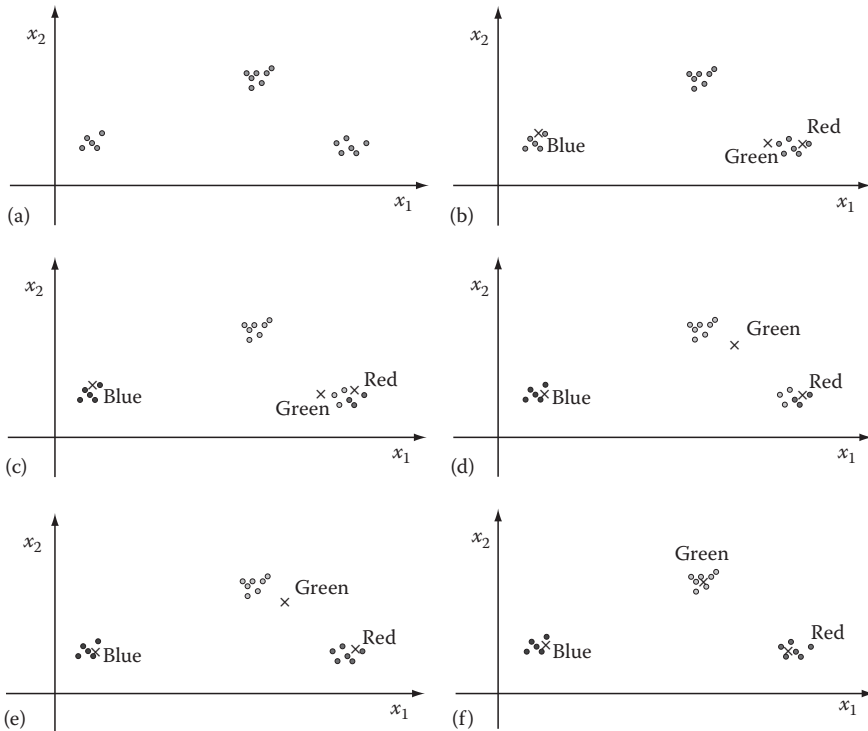 x₂
x₁
(a)
x₂
Blue
Green
Red
x₁
(b)
x₂
Blue
Green
Red
x₁
(c)
x₂
Green
Blue
Red
x₁
(d)
x₂
Green
Blue
Red
x₁
(e)
x₂
Green
Blue
Red
x₁
(f)